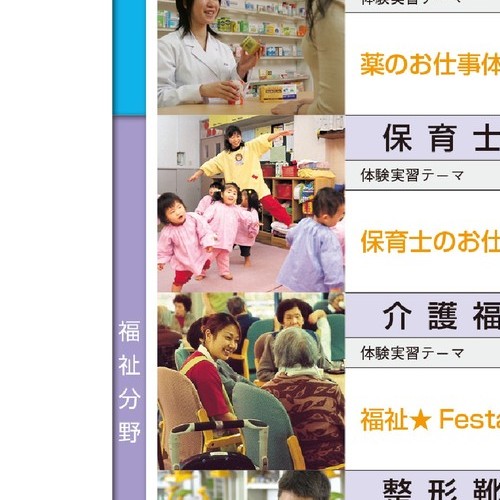 体験実習テーマ
薬のお仕事体
保育士
体験実習テーマ
保育士のお仕
介護福
体験実習テーマ
福祉★Festa
整形靴
福祉分野